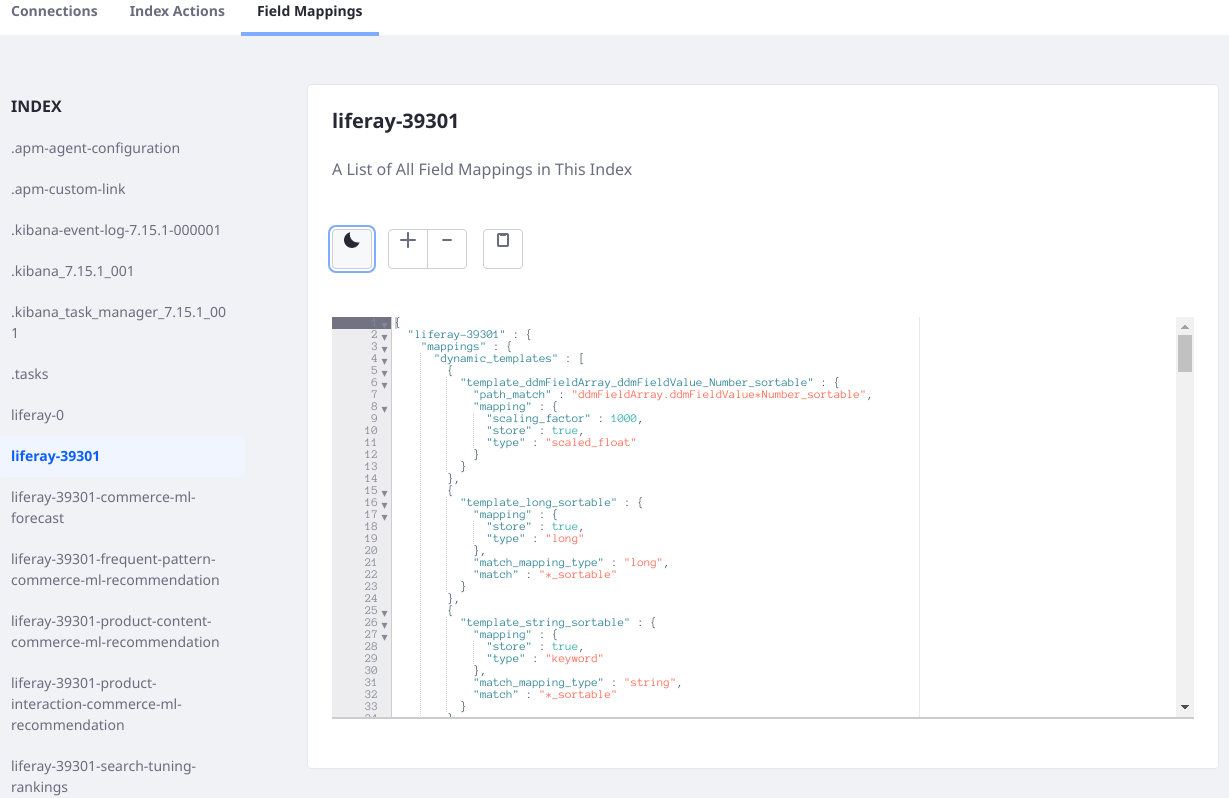 Connections Index Actions Field Mappings
INDEX
.apm-agent-configuration
.apm-custom-link
.kibana-event-log-7.15.1-000001
.kibana_7.15.1_001
.kibana_task_manager_7.15.1_00
1
.tasks
liferay-0
liferay-39301
liferay-39301-commerce-ml-
forecast
liferay-39301-frequent-pattern-
commerce-ml-recommendation
liferay-39301-product-content-
commerce-ml-recommendation
liferay-39301-product-
interaction-commerce-ml-
recommendation
liferay-39301-search-tuning-
rankings
liferay-39301
A List of All Field Mappings in This Index
1 {
2 "liferay-39301" : {
3 "mappings" : {
4 "dynamic_templates" : [
5 {
6 "template_ddmFieldArray_ddmFieldValue_Number_sortable" : {
7 "path_match" : "ddmFieldArray.ddmFieldValue*Number_sortable",
8 "mapping" : {
9 "scaling_factor" : 1000,
10 "store" : true,
11 "type" : "scaled_float"
12 }
13 }
14 },
15 {
16 "template_long_sortable" : {
17 "mapping" : {
18 "store" : true,
19 "type" : "long"
20 },
21 "match_mapping_type" : "long",
22 "match" : "*_sortable"
23 }
24 },
25 {
26 "template_string_sortable" : {
27 "mapping" : {
28 "store" : true,
29 "type" : "keyword"
30 },
31 "match_mapping_type" : "string",
32 "match" : "*_sortable"
33 }